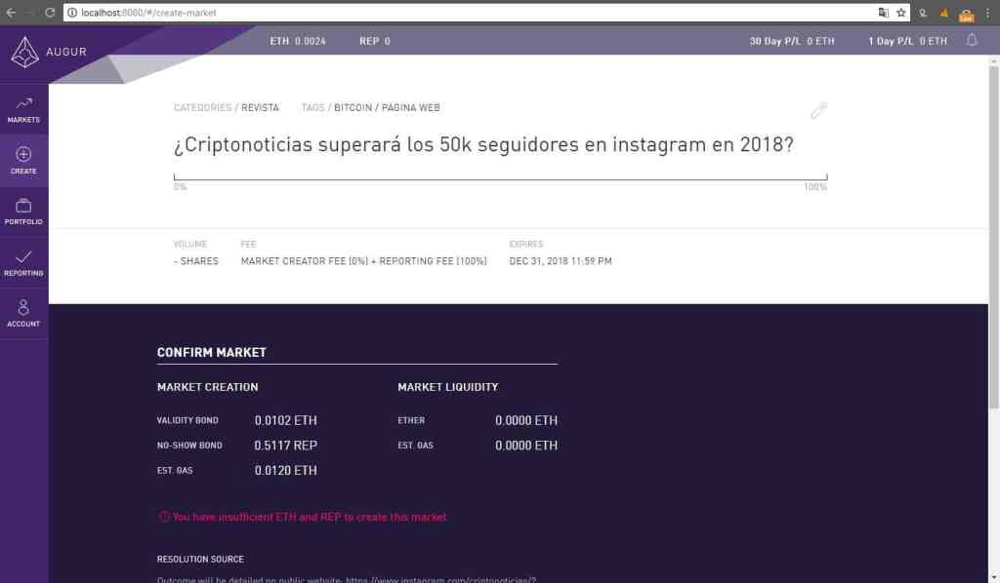 localhost:8080/#/create-market
AUGUR
ETH 0.0024 REP 0 30 Day P/L 0 ETH 1 Day P/L 0 ETH
MARKETS
CREATE
PORTFOLIO
REPORTING
ACCOUNT
CATEGORIES / REVISTA TAGS / BITCOIN / PAGINA WEB
¿Criptonoticias superará los 50k seguidores en instagram en 2018?
0% 100%
VOLUME FEE EXPIRES
- SHARES MARKET CREATOR FEE (0%) + REPORTING FEE (100%) DEC 31, 2018 11:59 PM
CONFIRM MARKET
MARKET CREATION MARKET LIQUIDITY
VALIDITY BOND 0.0102 ETH ETHER 0.0000 ETH
NO-SHOW BOND 0.5117 REP EST. GAS 0.0000 ETH
EST. GAS 0.0120 ETH
You have insufficient ETH and REP to create this market.
RESOLUTION SOURCE
Outcome will be detailed on public website: https://www.instagram.com/criptonoticias/?